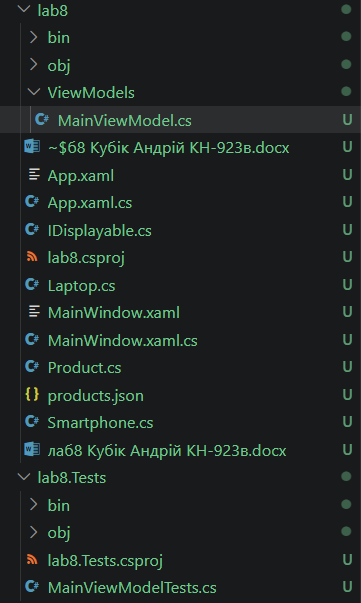 lab8
bin
obj
ViewModels
MainViewModel.cs
~$б8 Кубік Андрій КН-923в.docx
App.xaml
App.xaml.cs
IDisplayable.cs
lab8.csproj
Laptop.cs
MainWindow.xaml
MainWindow.xaml.cs
Product.cs
products.json
Smartphone.cs
лаб8 Кубік Андрій КН-923в.docx
lab8.Tests
bin
obj
lab8.Tests.csproj
MainViewModelTests.cs